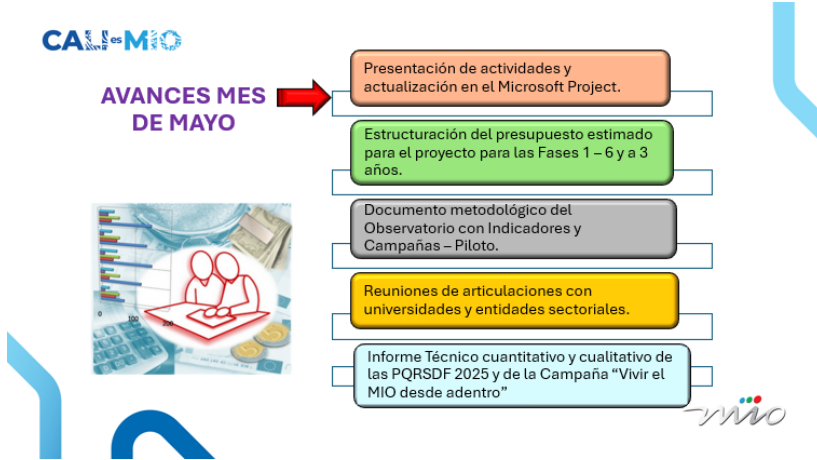 CALI es MIO
AVANCES MES
DE MAYO
Presentación de actividades y
actualización en el Microsoft Project.
Estructuración del presupuesto estimado
para el proyecto para las Fases 1 – 6 y a 3
años.
Documento metodológico del
Observatorio con Indicadores y
Campañas – Piloto.
Reuniones de articulaciones con
universidades y entidades sectoriales.
Informe Técnico cuantitativo y cualitativo de
las PQRSDF 2025 y de la Campaña “Vivir el
MIO desde adentro”
0 100 200
mio